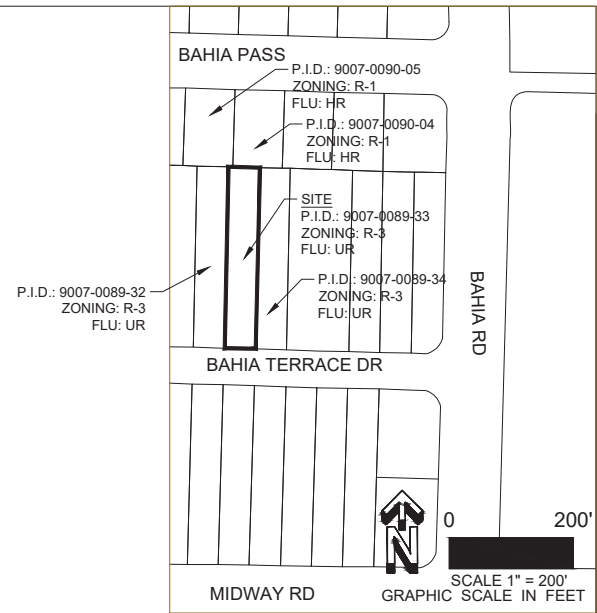 BAHIA PASS
P.I.D.: 9007-0090-05
ZONING: R-1
FLU: HR
P.I.D.: 9007-0090-04
ZONING: R-1
FLU: HR
SITE
P.I.D.: 9007-0089-33
ZONING: R-3
FLU: UR
P.I.D.: 9007-0089-34
ZONING: R-3
FLU: UR
P.I.D.: 9007-0089-32
ZONING: R-3
FLU: UR
BAHIA RD
BAHIA TERRACE DR
N
0 200'
SCALE 1" = 200'
GRAPHIC SCALE IN FEET
MIDWAY RD